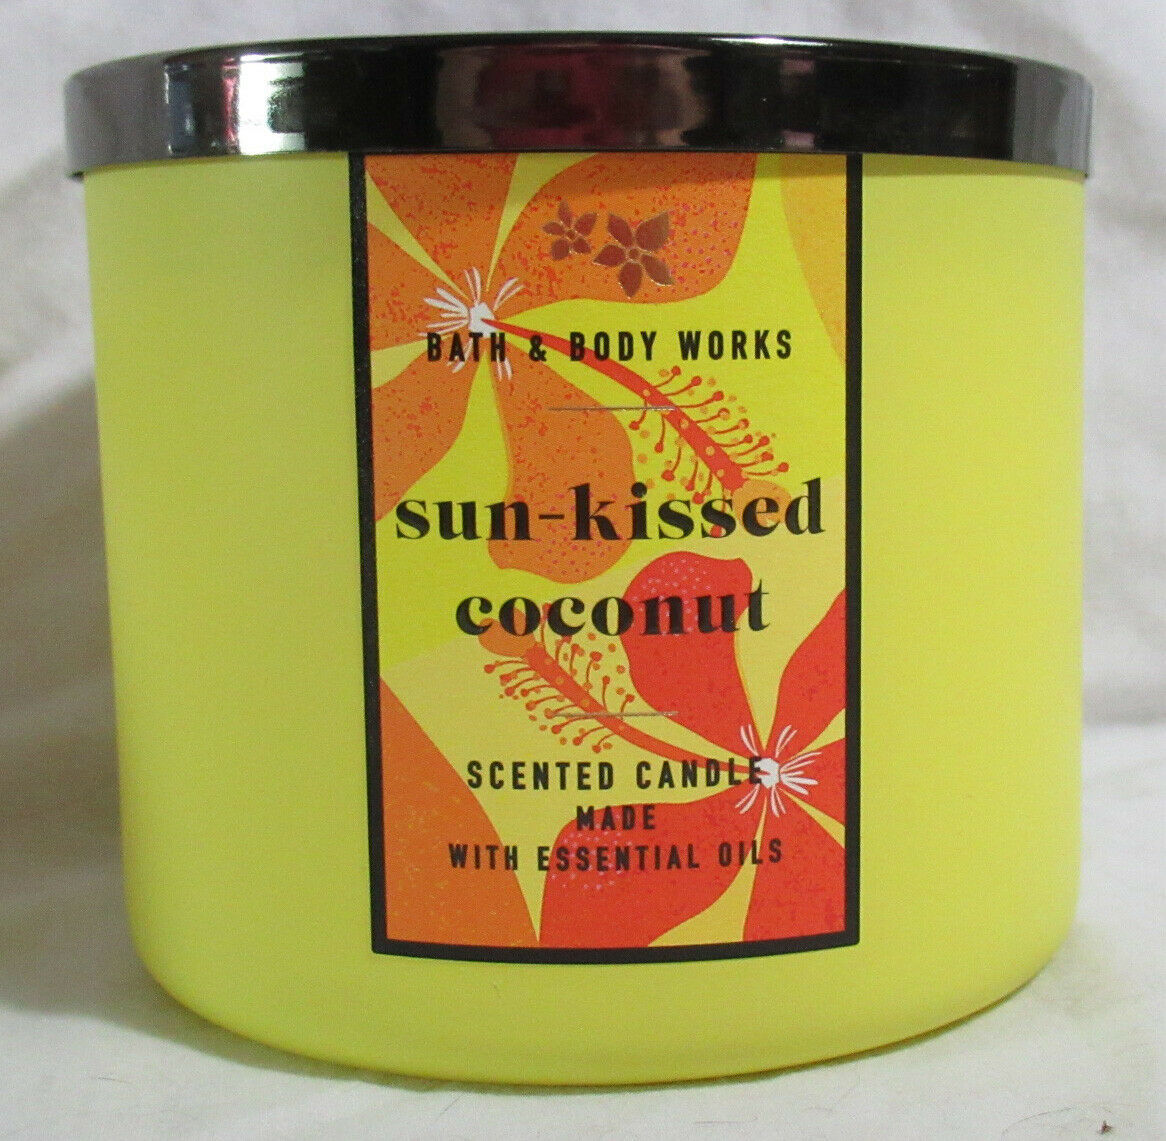 BATH & BODY WORKS
sun-kissed
coconut
SCENTED CANDLE
MADE
WITH ESSENTIAL OILS